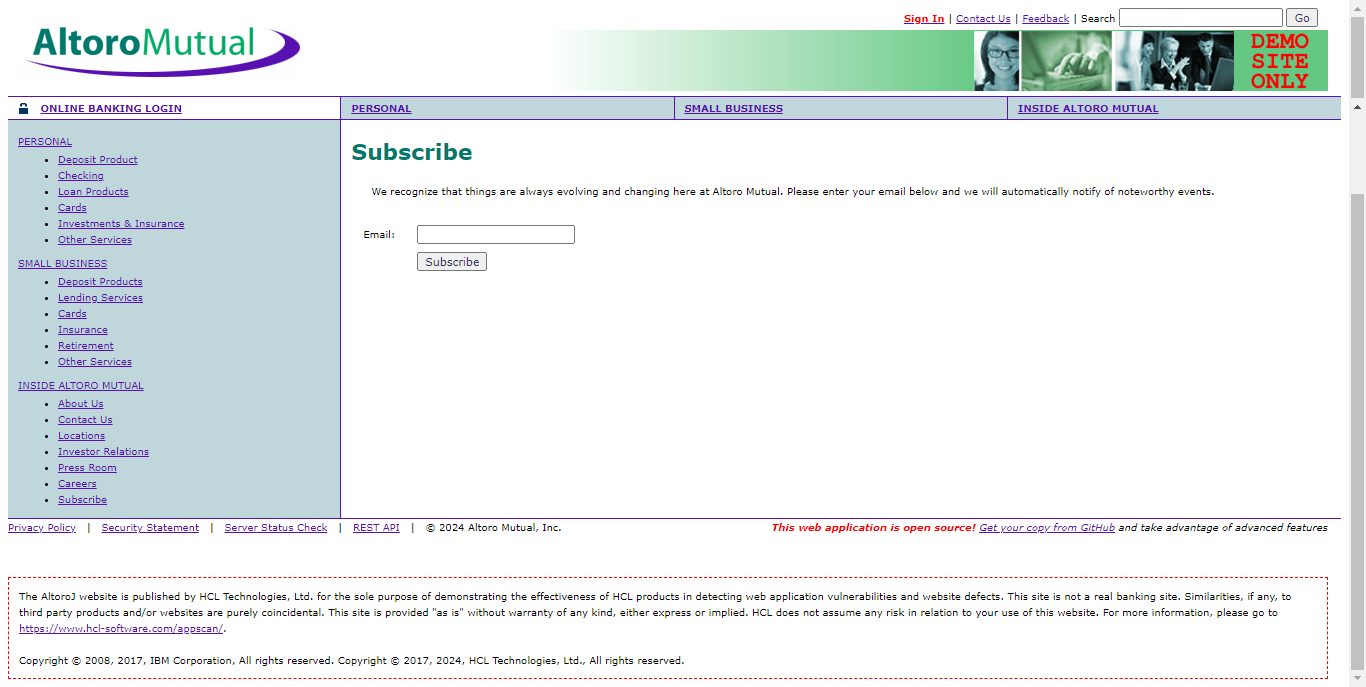 Sign In | Contact Us | Feedback | Search Go
AltoroMutual
DEMO
SITE
ONLY
ONLINE BANKING LOGIN
PERSONAL
SMALL BUSINESS
INSIDE ALTORO MUTUAL
PERSONAL
Deposit Product
Checking
Loan Products
Cards
Investments & Insurance
Other Services
SMALL BUSINESS
Deposit Products
Lending Services
Cards
Insurance
Retirement
Other Services
INSIDE ALTORO MUTUAL
About Us
Contact Us
Locations
Investor Relations
Press Room
Careers
Subscribe
Subscribe
We recognize that things are always evolving and changing here at Altoro Mutual. Please enter your email below and we will automatically notify of noteworthy events.
Email:
Subscribe
Privacy Policy | Security Statement | Server Status Check | REST API | © 2024 Altoro Mutual, Inc.
This web application is open source! Get your copy from GitHub and take advantage of advanced features
The AltoroJ website is published by HCL Technologies, Ltd. for the sole purpose of demonstrating the effectiveness of HCL products in detecting web application vulnerabilities and website defects. This site is not a real banking site. Similarities, if any, to
third party products and/or websites are purely coincidental. This site is provided "as is" without warranty of any kind, either express or implied. HCL does not assume any risk in relation to your use of this website. For more information, please go to
https://www.hcl-software.com/appscan/.
Copyright © 2008, 2017, IBM Corporation, All rights reserved. Copyright © 2017, 2024, HCL Technologies, Ltd., All rights reserved.